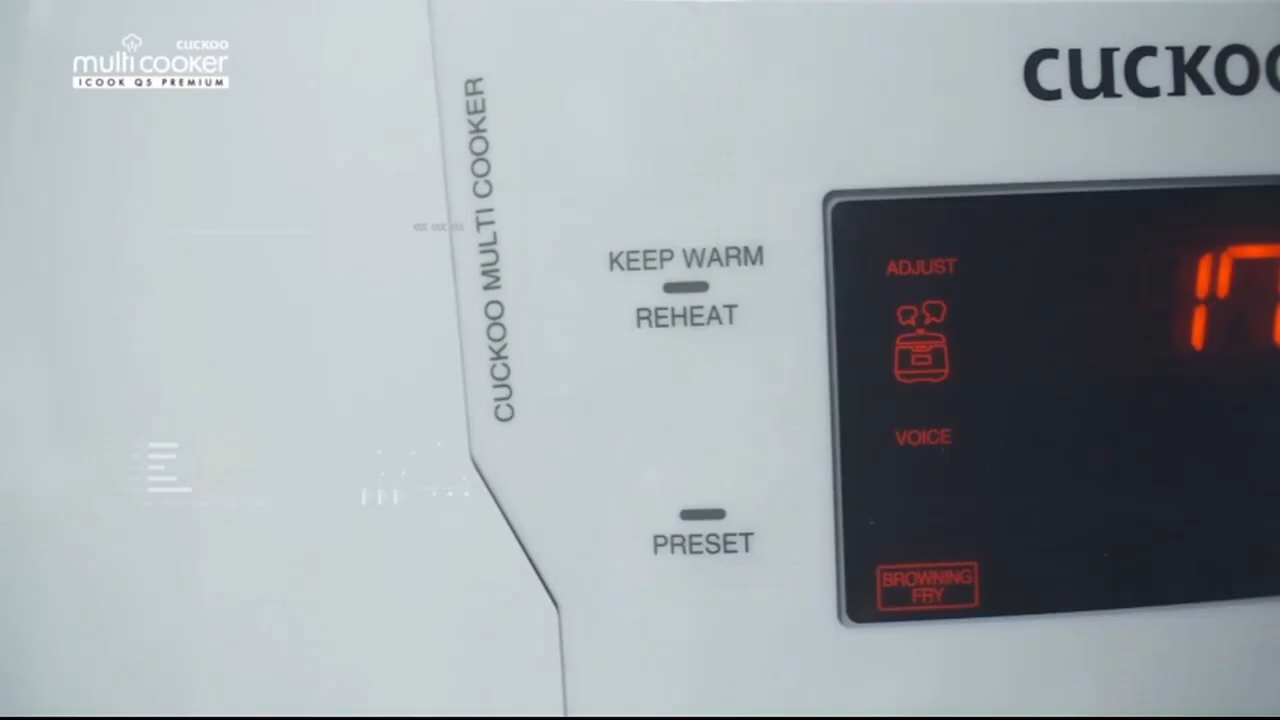 CUCKOO
multi cooker
ICOOK Q5 PREMIUM
CUCKOO MULTI COOKER
KEEP WARM
REHEAT
PRESET
CUCKOO
ADJUST
VOICE
BROWNING
FRY